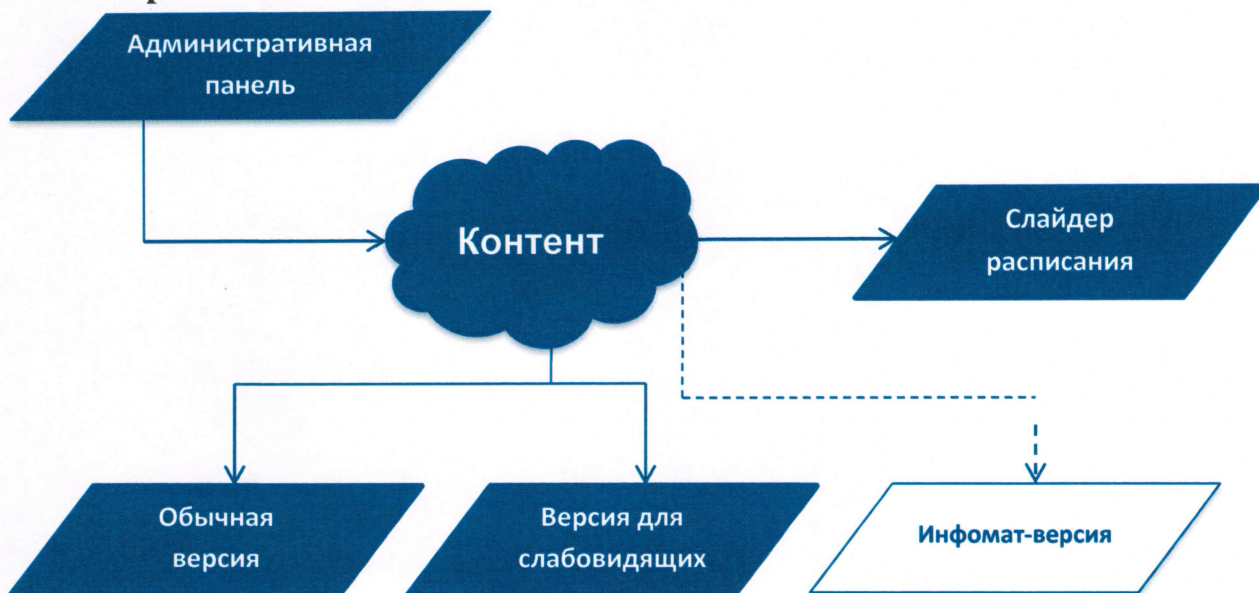 Административная
панель
Контент
Слайдер
расписания
Обычная
версия
Версия для
слабовидящих
Инфомат-версия